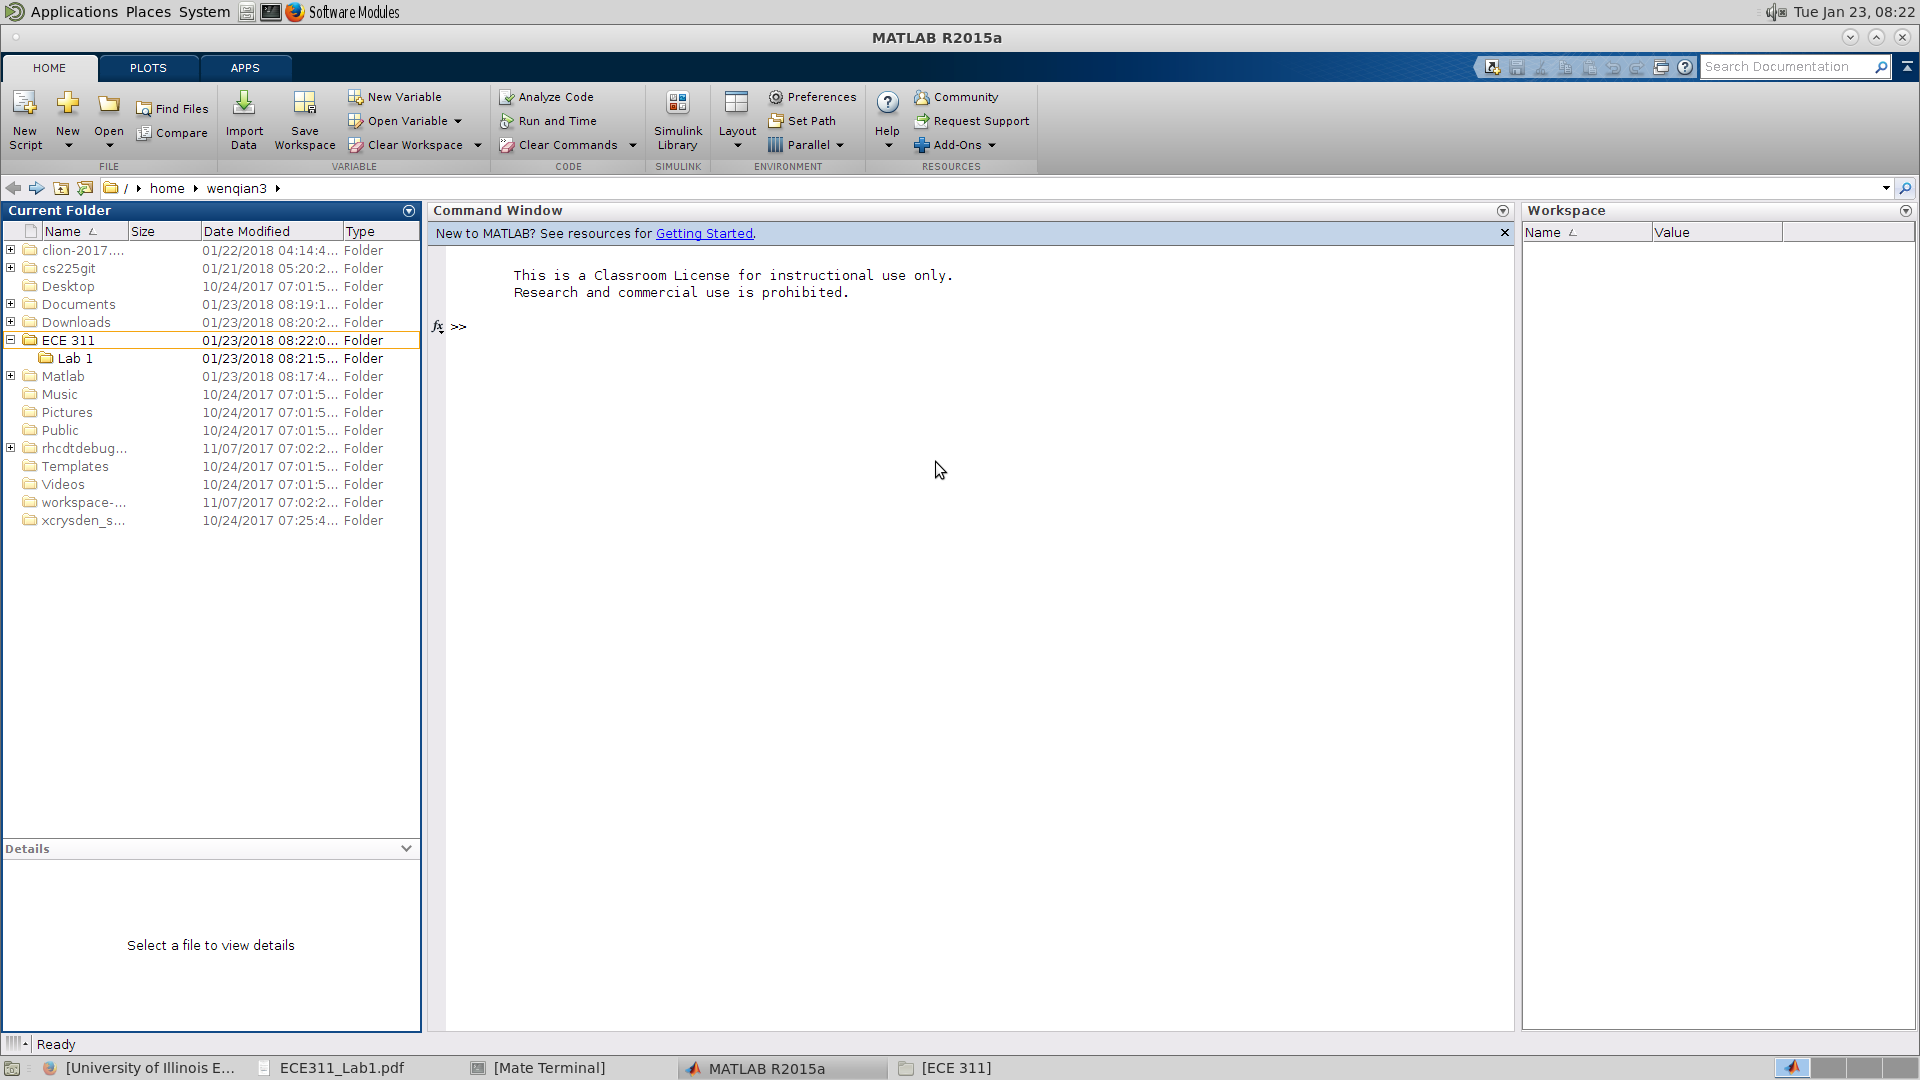 Applications Places System Software Modules Tue Jan 23, 08:22
MATLAB R2015a
HOME PLOTS APPS Search Documentation
New Script
New
Open
Find Files
Compare
FILE
Import Data
Save Workspace
New Variable
Open Variable
Clear Workspace
VARIABLE
Analyze Code
Run and Time
Clear Commands
CODE
Simulink Library
SIMULINK
Layout
Preferences
Set Path
Parallel
ENVIRONMENT
Help
Community
Request Support
Add-Ons
RESOURCES
/ home wenqian3
Current Folder
Name Size Date Modified Type
clion-2017.... 01/22/2018 04:14:4... Folder
cs225git 01/21/2018 05:20:2... Folder
Desktop 10/24/2017 07:01:5... Folder
Documents 01/23/2018 08:19:1... Folder
Downloads 01/23/2018 08:20:2... Folder
ECE 311 01/23/2018 08:22:0... Folder
Lab 1 01/23/2018 08:21:5... Folder
Matlab 01/23/2018 08:17:4... Folder
Music 10/24/2017 07:01:5... Folder
Pictures 10/24/2017 07:01:5... Folder
Public 10/24/2017 07:01:5... Folder
rhcdtdebug... 11/07/2017 07:02:2... Folder
Templates 10/24/2017 07:01:5... Folder
Videos 10/24/2017 07:01:5... Folder
workspace-... 11/07/2017 07:02:2... Folder
xcrysden_s... 10/24/2017 07:25:4... Folder
Details
Select a file to view details
Command Window
New to MATLAB? See resources for Getting Started.
This is a Classroom License for instructional use only.
Research and commercial use is prohibited.
fx >>
Workspace
Name Value
Ready
[University of Illinois E... ECE311_Lab1.pdf [Mate Terminal] MATLAB R2015a [ECE 311]